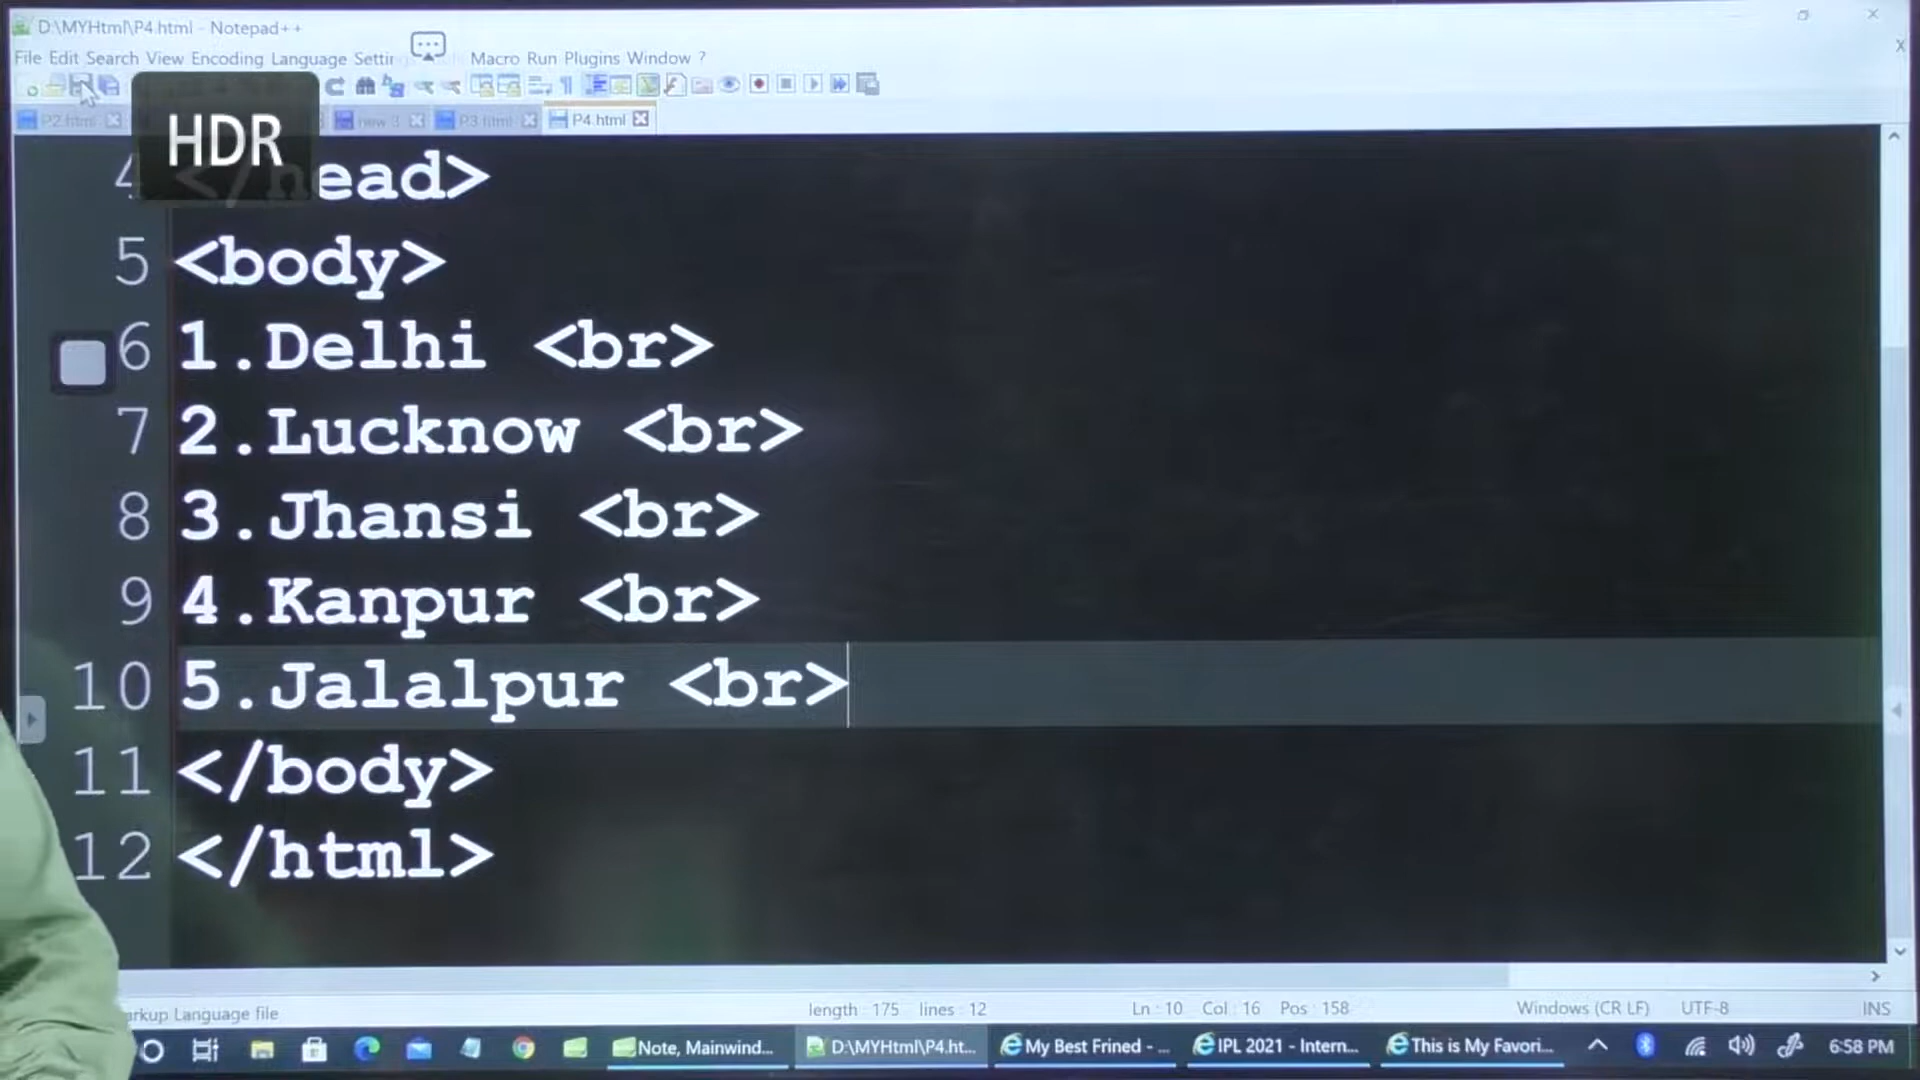 D:\MYHtml\P4.html - Notepad++
File Edit Search View Encoding Language Settin Macro Run Plugins Window ?
P2.html new 3 P3.html P4.html
HDR
4 </head>
5 <body>
6 1.Delhi <br>
7 2.Lucknow <br>
8 3.Jhansi <br>
9 4.Kanpur <br>
10 5.Jalalpur <br>
11 </body>
12 </html>
arkup Language file length : 175 lines : 12 Ln : 10 Col : 16 Pos : 158 Windows (CR LF) UTF-8 INS
Note, Mainwind... D:\MYHtml\P4.ht... My Best Frined - ... IPL 2021 - Intern... This is My Favori... 6:58 PM